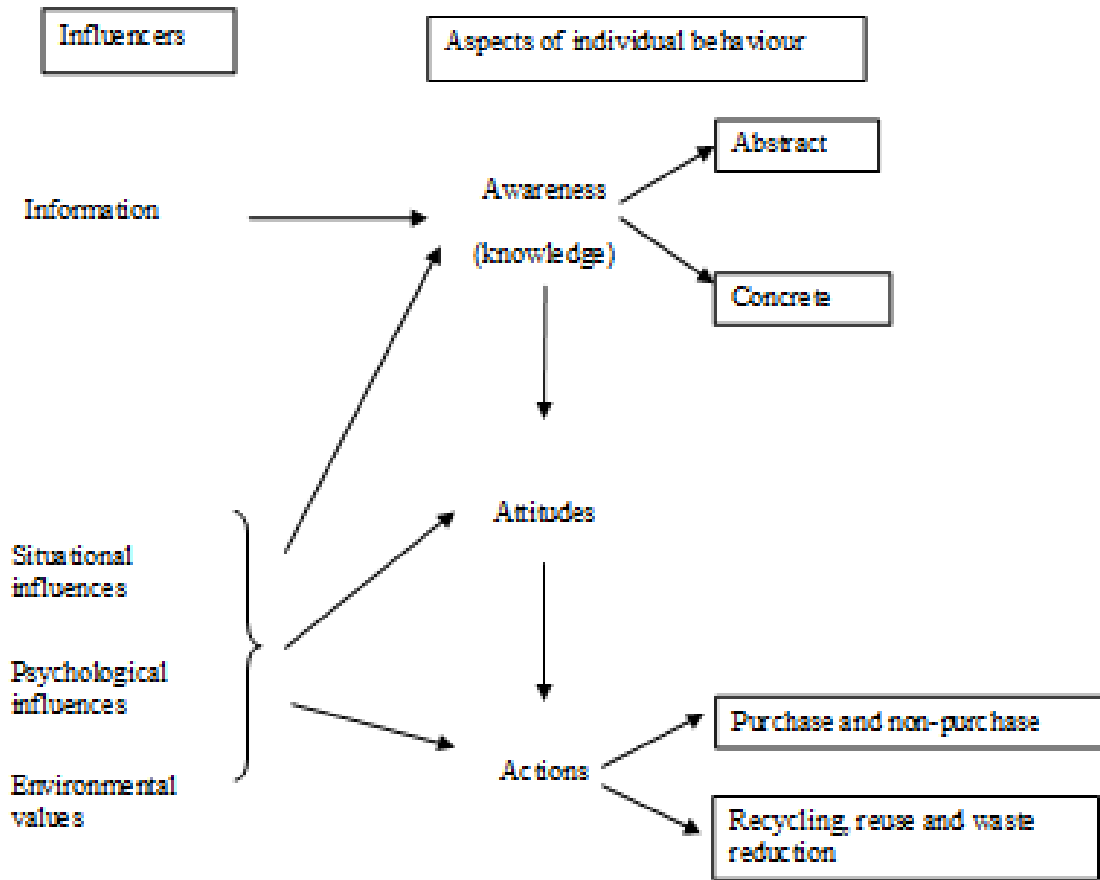 Influencers
Aspects of individual behaviour
Abstract
Awareness
Information
(knowledge)
Concrete
Attitudes
Situational
influences
Psychological
influences
Purchase and non-purchase
Actions
Environmental
values
Recycling, reuse and waste
reduction